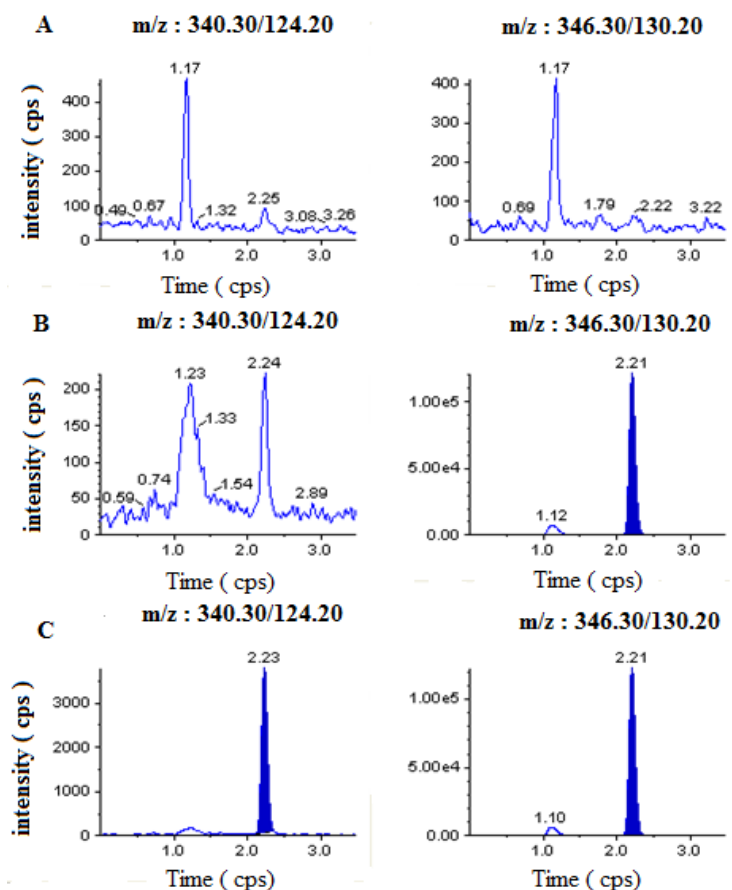 A
m/z : 340.30/124.20
m/z : 346.30/130.20
intensity ( cps )
400
300
200
100
0
1.17
0.49
0.67
1.32
2.25
3.08
3.26
1.0
2.0
3.0
Time ( cps)
400
300
200
100
0
1.17
0.69
1.79
2.22
3.22
1.0
2.0
3.0
Time ( cps)
B
m/z : 340.30/124.20
m/z : 346.30/130.20
intensity ( cps )
200
150
100
50
0
1.23
2.24
1.33
0.59
0.74
1.54
2.89
1.0
2.0
3.0
Time ( cps)
1.00e5
5.00e4
0.00
2.21
1.12
1.0
2.0
3.0
Time ( cps)
C
m/z : 340.30/124.20
m/z : 346.30/130.20
intensity ( cps )
3000
2000
1000
0
2.23
1.0
2.0
3.0
Time ( cps)
1.00e5
5.00e4
0.00
2.21
1.10
1.0
2.0
3.0
Time ( cps)